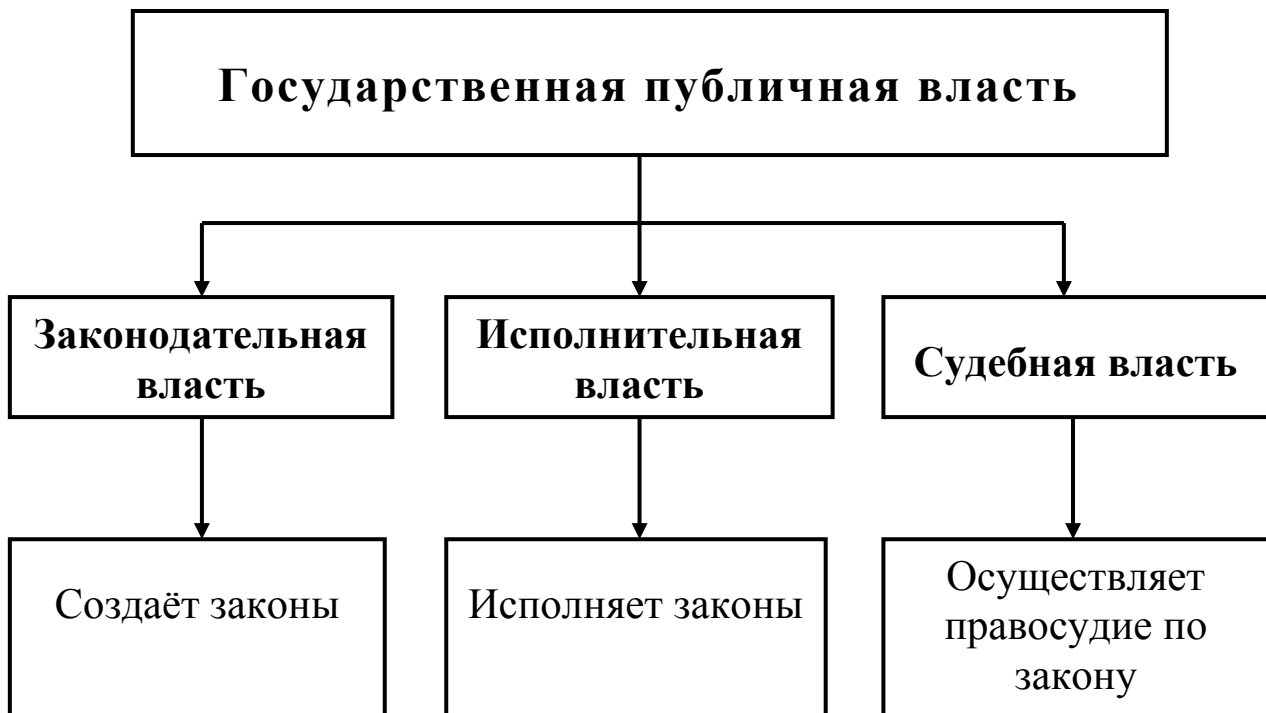 Государственная публичная власть
Законодательная
власть
Исполнительная
власть
Судебная власть
Создаёт законы
Исполняет законы
Осуществляет
правосудие по
закону